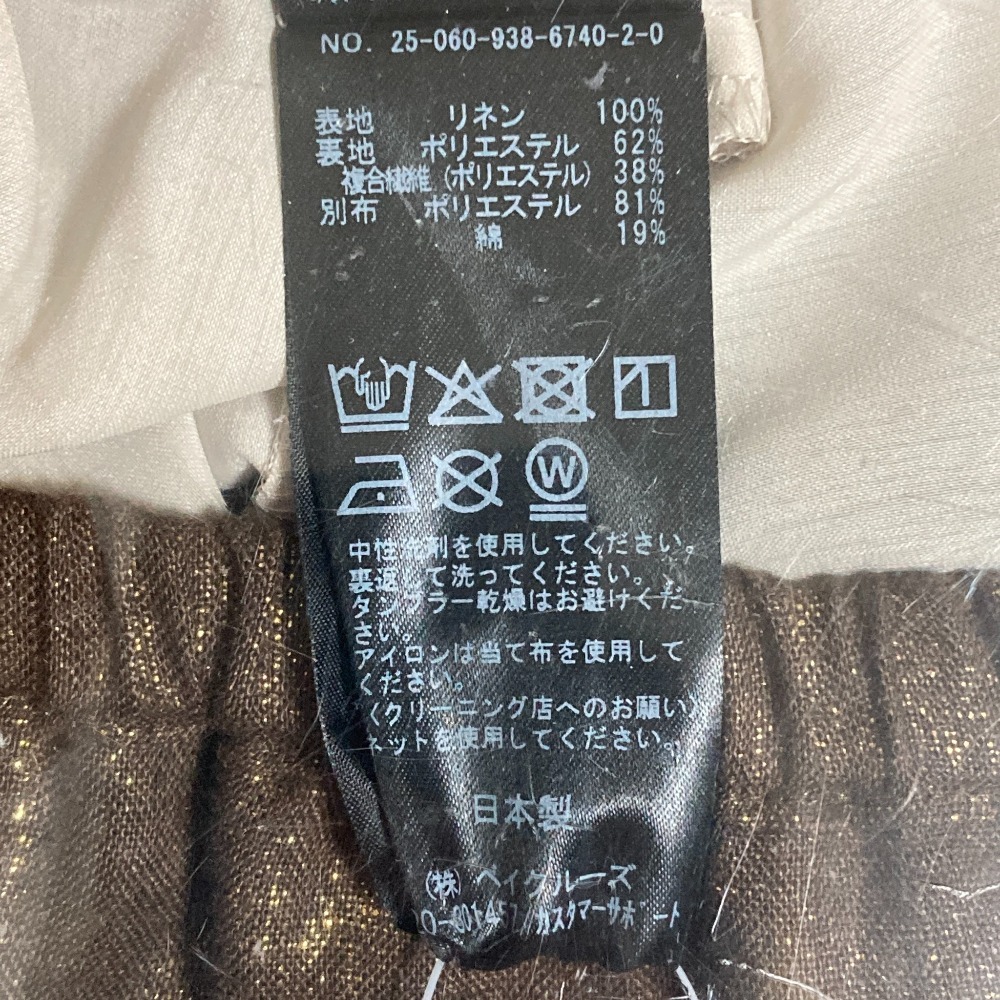 NO. 25-060-938-6740-2-0
表地 リネン 100%
裏地 ポリエステル 62%
複合繊維(ポリエステル) 38%
別布 ポリエステル 81%
綿 19%
W
中性洗剤を使用してください。
裏返して洗ってください。
タンブラー乾燥はお避けくだ
さい。
アイロンは当て布を使用して
ください。
〈クリーニング店へのお願い〉
ネットを使用してください。
日本製
(株) ベイクルーズ
カスタマーサポート